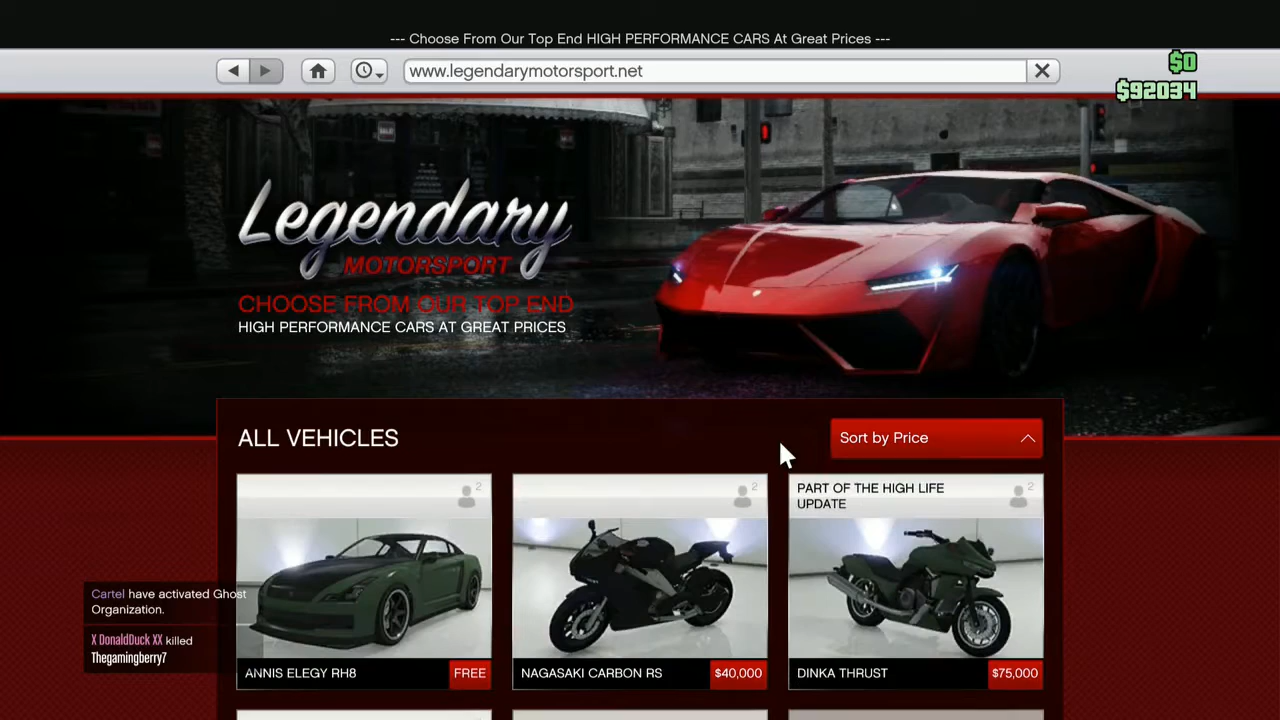 --- Choose From Our Top End HIGH PERFORMANCE CARS At Great Prices ---
www.legendarymotorsport.net
$0
$92034
Legendary
MOTORSPORT
CHOOSE FROM OUR TOP END
HIGH PERFORMANCE CARS AT GREAT PRICES
ALL VEHICLES
Sort by Price
2
2
PART OF THE HIGH LIFE
UPDATE
2
Cartel have activated Ghost
Organization.
X DonaldDuck XX killed
Thegamingberry7
ANNIS ELEGY RH8
FREE
NAGASAKI CARBON RS
$40,000
DINKA THRUST
$75,000